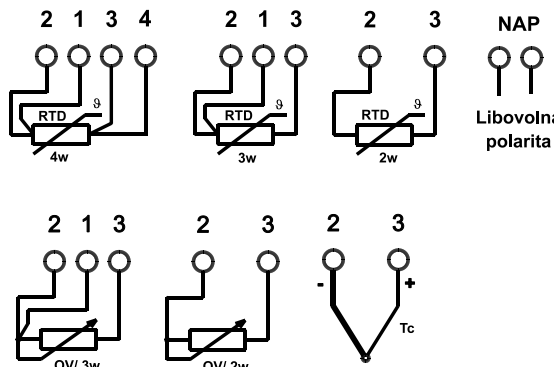 2 1 3 4
2 1 3
2 3
NAP
RTD ϑ
4w
RTD ϑ
3w
RTD ϑ
2w
Libovolná
polarita
2 1 3
2 3
2 3
- +
Tc
OV/ 3w
OV/ 2w